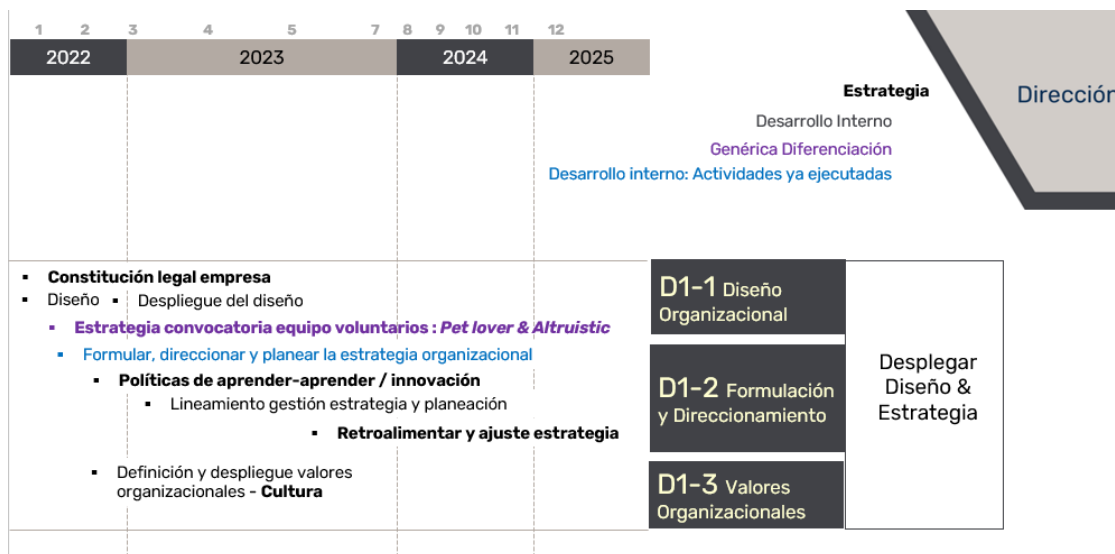 1 2 3 4 5 7 8 9 10 11 12
2022 2023 2024 2025
Estrategia
Dirección
Desarrollo Interno
Genérica Diferenciación
Desarrollo interno: Actividades ya ejecutadas
▪ Constitución legal empresa
▪ Diseño ▪ Despliegue del diseño
▪ Estrategia convocatoria equipo voluntarios : Pet lover & Altruistic
▪ Formular, direccionar y planear la estrategia organizacional
▪ Políticas de aprender-aprender / innovación
▪ Lineamiento gestión estrategia y planeación
▪ Retroalimentar y ajuste estrategia
▪ Definición y despliegue valores
organizacionales - Cultura
D1-1 Diseño
Organizacional
D1-2 Formulación
y Direccionamiento
D1-3 Valores
Organizacionales
Desplegar
Diseño &
Estrategia